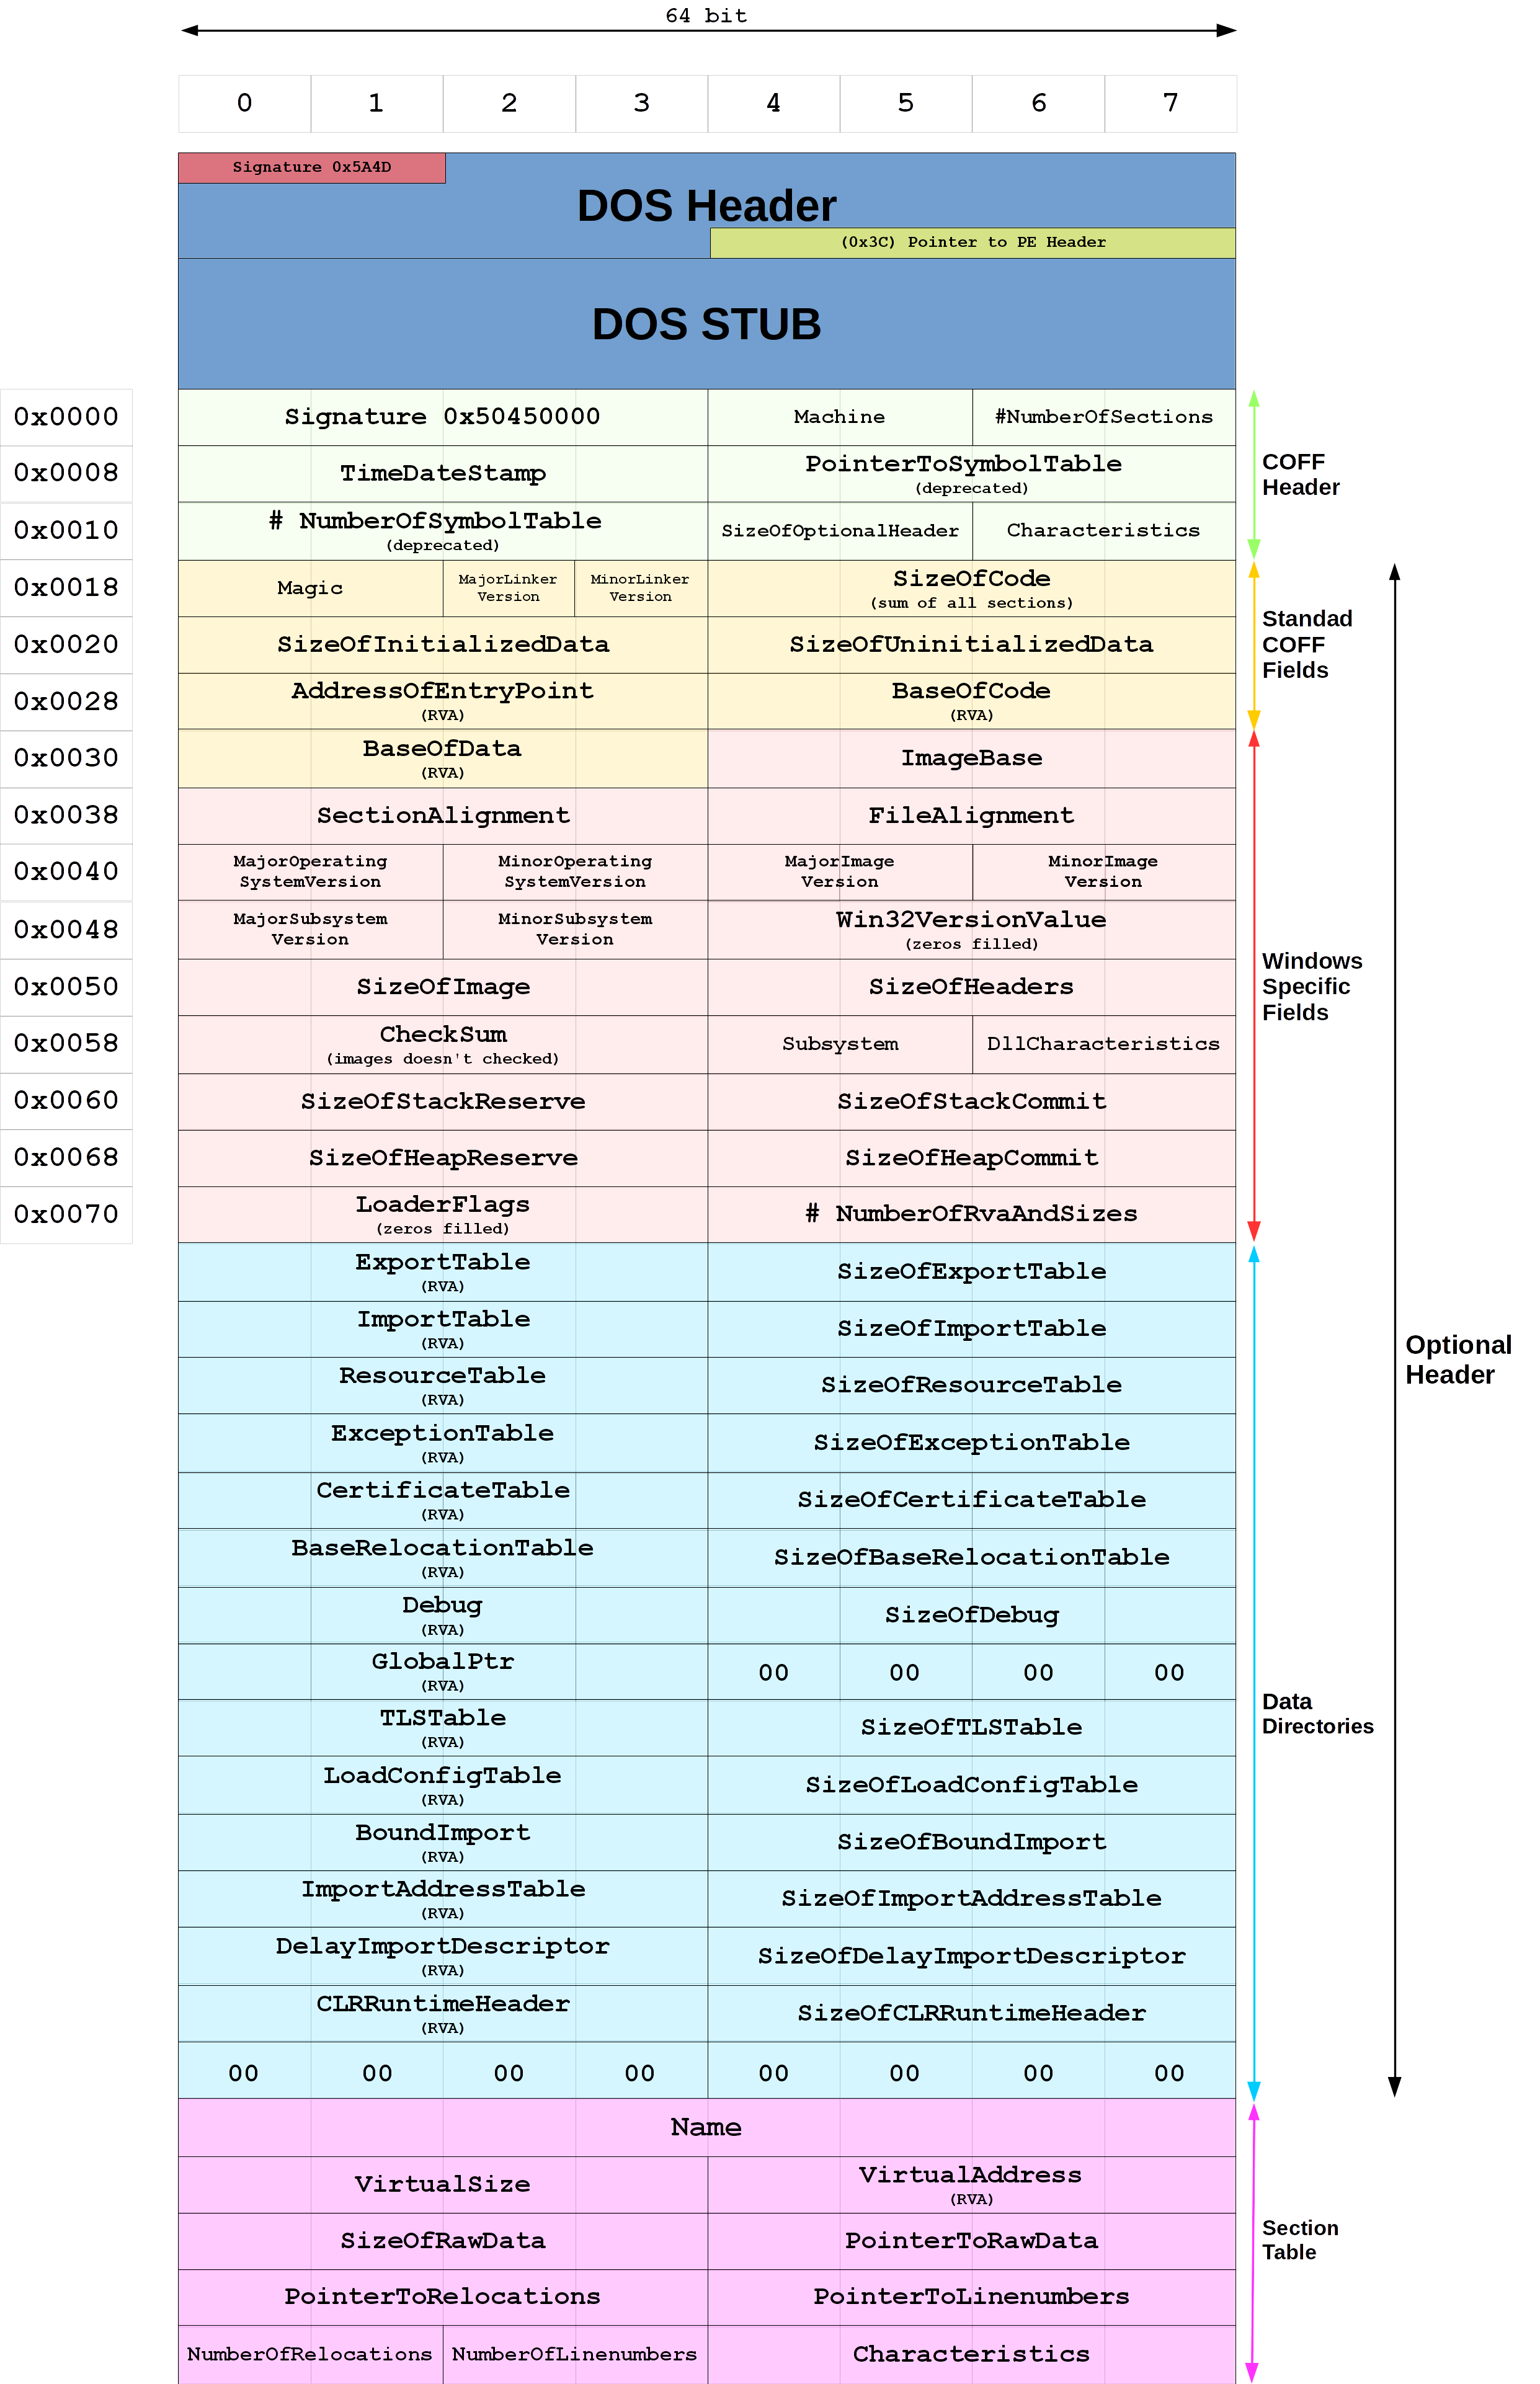 64 bit
0 1 2 3 4 5 6 7
Signature 0x5A4D
DOS Header
(0x3C) Pointer to PE Header
DOS STUB
0x0000 Signature 0x50450000 Machine #NumberOfSections
0x0008 TimeDateStamp PointerToSymbolTable
(deprecated)
COFF
Header
0x0010 # NumberOfSymbolTable SizeOfOptionalHeader Characteristics
(deprecated)
0x0018 Magic MajorLinker MinorLinker SizeOfCode
Version Version (sum of all sections)
Standad
COFF
Fields
0x0020 SizeOfInitializedData SizeOfUninitializedData
0x0028 AddressOfEntryPoint BaseOfCode
(RVA) (RVA)
0x0030 BaseOfData ImageBase
(RVA)
0x0038 SectionAlignment FileAlignment
0x0040 MajorOperating MinorOperating MajorImage MinorImage
SystemVersion SystemVersion Version Version
0x0048 MajorSubsystem MinorSubsystem Win32VersionValue
Version Version (zeros filled)
Windows
Specific
Fields
0x0050 SizeOfImage SizeOfHeaders
0x0058 CheckSum Subsystem DllCharacteristics
(images doesn't checked)
0x0060 SizeOfStackReserve SizeOfStackCommit
0x0068 SizeOfHeapReserve SizeOfHeapCommit
0x0070 LoaderFlags # NumberOfRvaAndSizes
(zeros filled)
ExportTable SizeOfExportTable
(RVA)
ImportTable SizeOfImportTable
(RVA)
Optional
Header
ResourceTable SizeOfResourceTable
(RVA)
ExceptionTable SizeOfExceptionTable
(RVA)
CertificateTable SizeOfCertificateTable
(RVA)
BaseRelocationTable SizeOfBaseRelocationTable
(RVA)
Debug SizeOfDebug
(RVA)
GlobalPtr 00 00 00 00
(RVA)
Data
Directories
TLSTable SizeOfTLSTable
(RVA)
LoadConfigTable SizeOfLoadConfigTable
(RVA)
BoundImport SizeOfBoundImport
(RVA)
ImportAddressTable SizeOfImportAddressTable
(RVA)
DelayImportDescriptor SizeOfDelayImportDescriptor
(RVA)
CLRRuntimeHeader SizeOfCLRRuntimeHeader
(RVA)
00 00 00 00 00 00 00 00
Name
VirtualSize VirtualAddress
(RVA)
SizeOfRawData PointerToRawData
Section
Table
PointerToRelocations PointerToLinenumbers
NumberOfRelocations NumberOfLinenumbers Characteristics